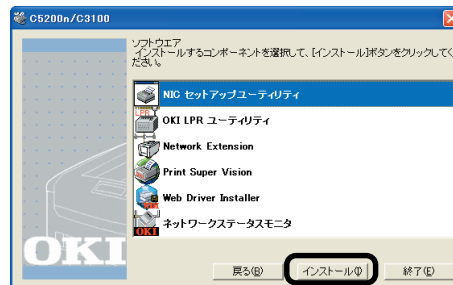 C5200n/C3100
ソフトウエア
インストールするコンポーネントを選択して、[インストール]ボタンをクリックしてく
ださい。
NIC セットアップユーティリティ
OKI LPR ユーティリティ
Network Extension
Print Super Vision
Web Driver Installer
ネットワークステータスモニタ
OKI
戻る(B)
インストール(I)
終了(E)